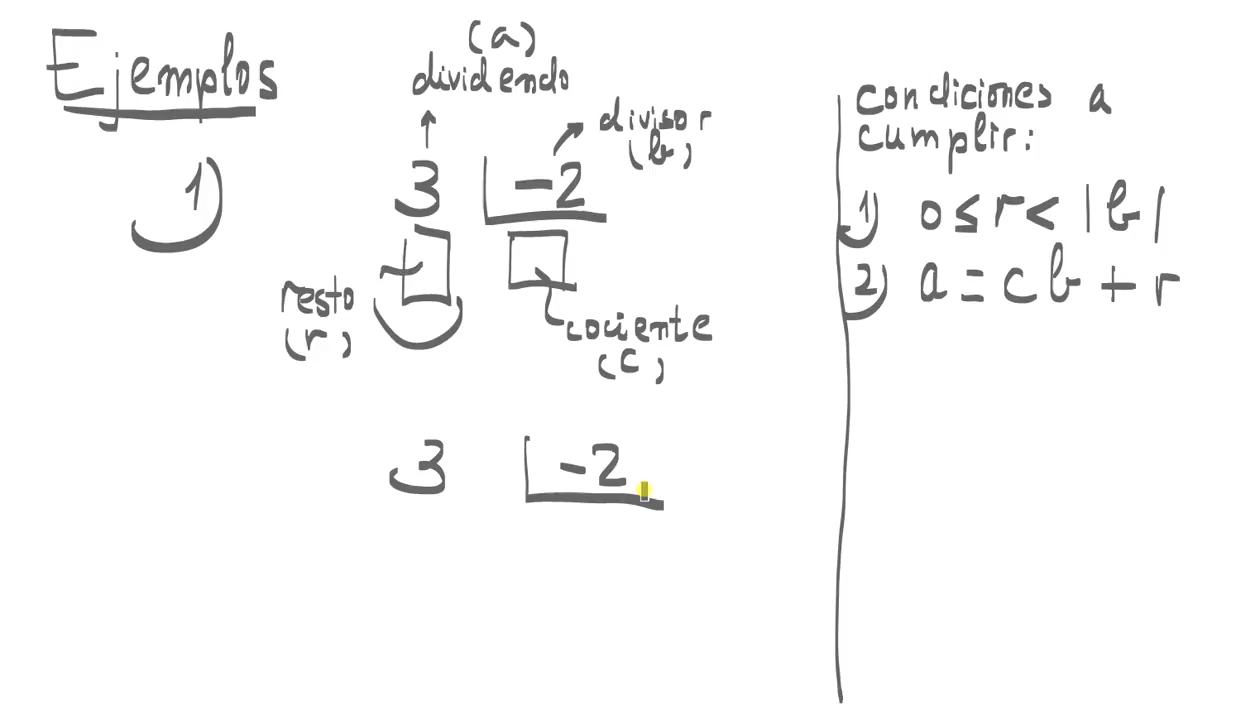 Ejemplos
1)
(a)
dividendo
divisor
(b)
3 -2
resto
(r)
cociente
(c)
3 -2
condiciones a
cumplir:
1) 0 ≤ r < |b|
2) a = cb + r